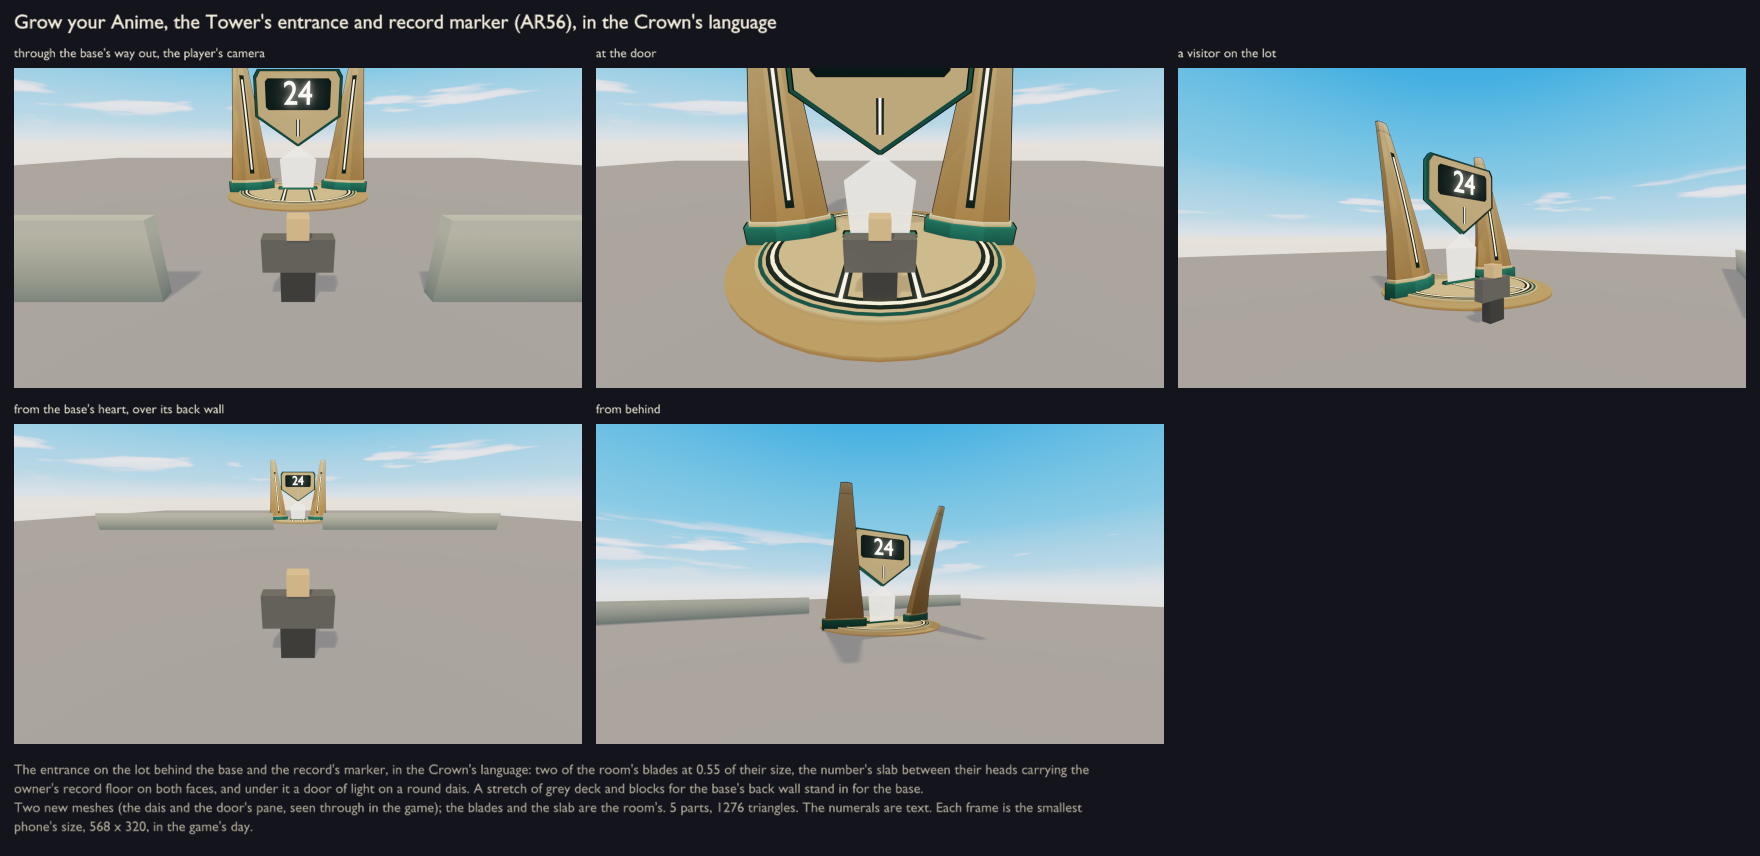 Grow your Anime, the Tower's entrance and record marker (AR56), in the Crown's language
through the base's way out, the player's camera
at the door
a visitor on the lot
24
24
from the base's heart, over its back wall
from behind
24
24
The entrance on the lot behind the base and the record's marker, in the Crown's language: two of the room's blades at 0.55 of their size, the number's slab between their heads carrying the
owner's record floor on both faces, and under it a door of light on a round dais. A stretch of grey deck and blocks for the base's back wall stand in for the base.
Two new meshes (the dais and the door's pane, seen through in the game); the blades and the slab are the room's. 5 parts, 1276 triangles. The numerals are text. Each frame is the smallest
phone's size, 568 x 320, in the game's day.